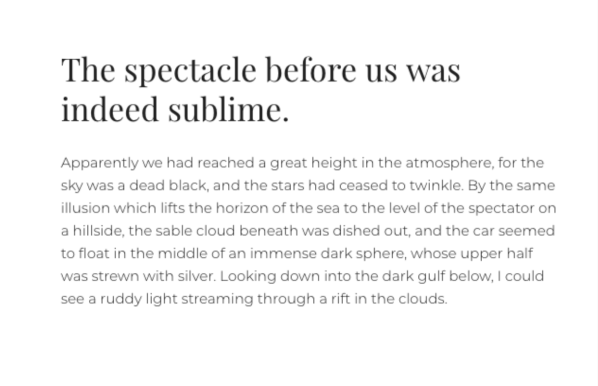 The spectacle before us was
indeed sublime.
Apparently we had reached a great height in the atmosphere, for the
sky was a dead black, and the stars had ceased to twinkle. By the same
illusion which lifts the horizon of the sea to the level of the spectator on
a hillside, the sable cloud beneath was dished out, and the car seemed
to float in the middle of an immense dark sphere, whose upper half
was strewn with silver. Looking down into the dark gulf below, I could
see a ruddy light streaming through a rift in the clouds.